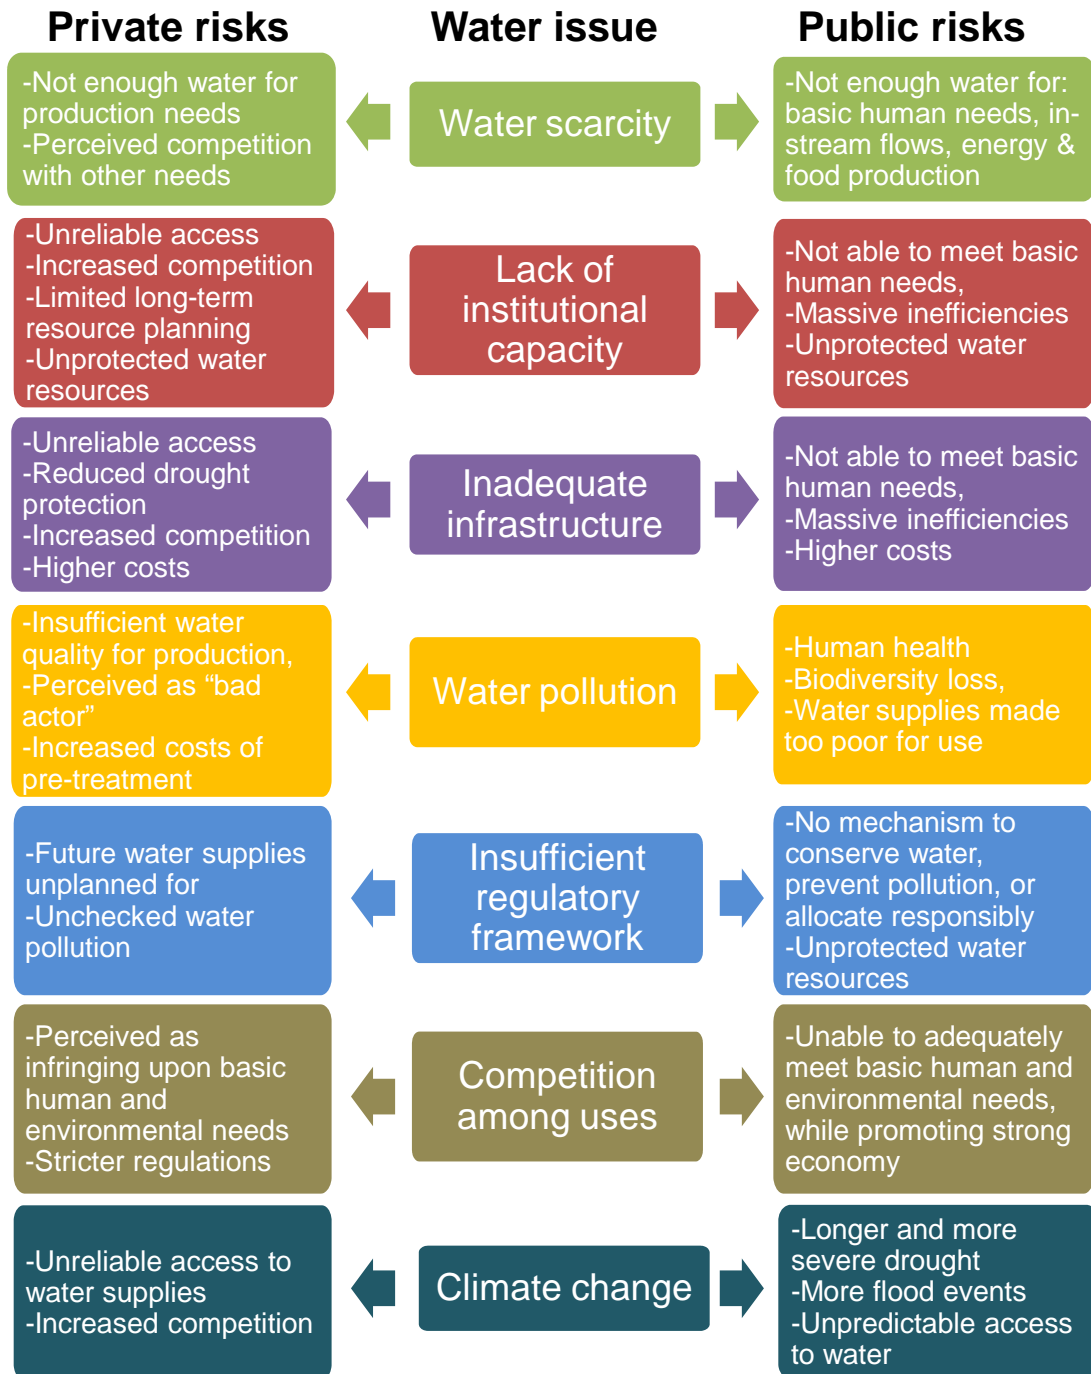 Private risks
Water issue
Public risks
-Not enough water for
production needs
-Perceived competition
with other needs
Water scarcity
-Not enough water for:
basic human needs, in-
stream flows, energy &
food production
-Unreliable access
-Increased competition
-Limited long-term
resource planning
-Unprotected water
resources
Lack of
institutional
capacity
-Not able to meet basic
human needs,
-Massive inefficiencies
-Unprotected water
resources
-Unreliable access
-Reduced drought
protection
-Increased competition
-Higher costs
Inadequate
infrastructure
-Not able to meet basic
human needs,
-Massive inefficiencies
-Higher costs
-Insufficient water
quality for production,
-Perceived as “bad
actor”
-Increased costs of
pre-treatment
Water pollution
-Human health
-Biodiversity loss,
-Water supplies made
too poor for use
-Future water supplies
unplanned for
-Unchecked water
pollution
Insufficient
regulatory
framework
-No mechanism to
conserve water,
prevent pollution, or
allocate responsibly
-Unprotected water
resources
-Perceived as
infringing upon basic
human and
environmental needs
-Stricter regulations
Competition
among uses
-Unable to adequately
meet basic human and
environmental needs,
while promoting strong
economy
-Unreliable access to
water supplies
-Increased competition
Climate change
-Longer and more
severe drought
-More flood events
-Unpredictable access
to water